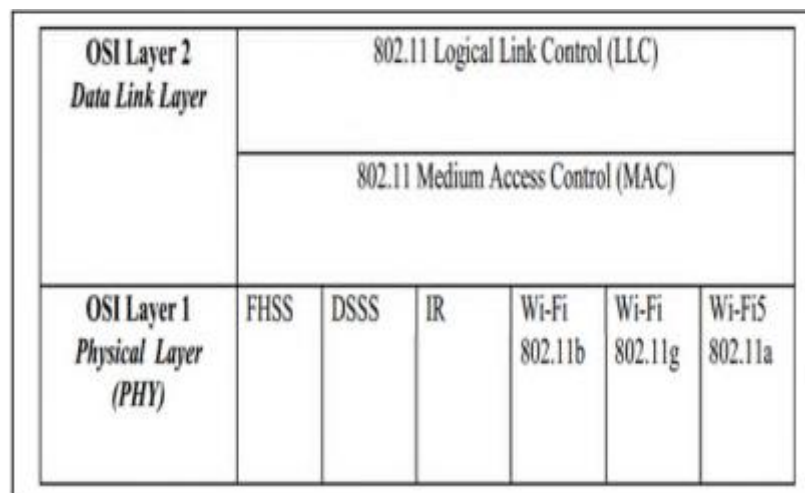 OSI Layer 2
Data Link Layer
802.11 Logical Link Control (LLC)
802.11 Medium Access Control (MAC)
OSI Layer 1
Physical Layer
(PHY)
FHSS
DSSS
IR
Wi-Fi
802.11b
Wi-Fi
802.11g
Wi-Fi5
802.11a